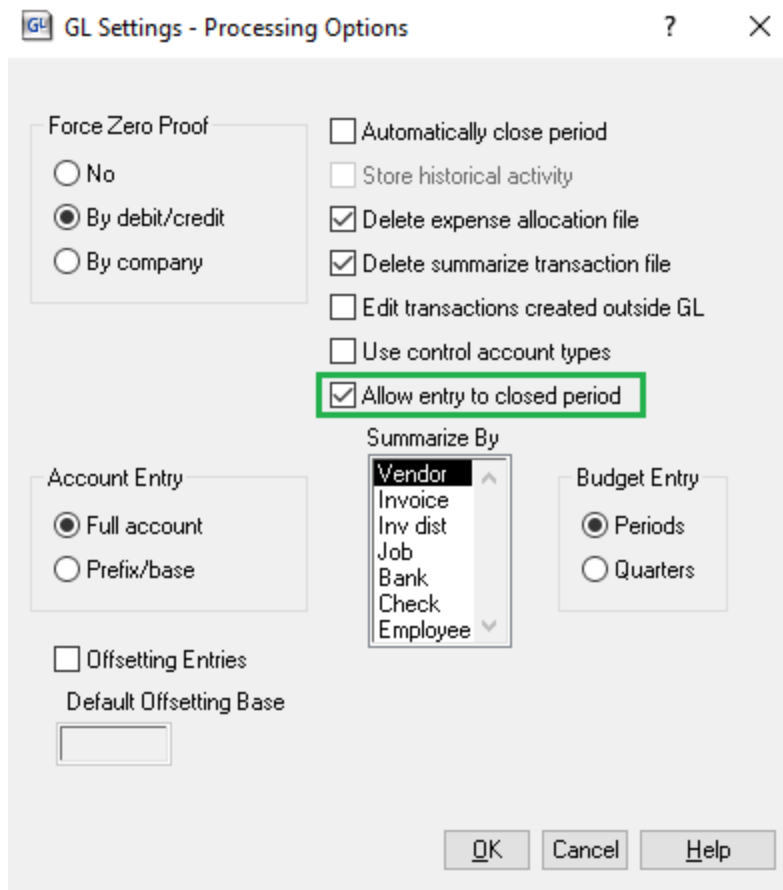 GL GL Settings - Processing Options ?
Force Zero Proof
No
By debit/credit
By company
Automatically close period
Store historical activity
Delete expense allocation file
Delete summarize transaction file
Edit transactions created outside GL
Use control account types
Allow entry to closed period
Account Entry
Full account
Prefix/base
Summarize By
Vendor
Invoice
Inv dist
Job
Bank
Check
Employee
Budget Entry
Periods
Quarters
Offsetting Entries
Default Offsetting Base
OK Cancel Help